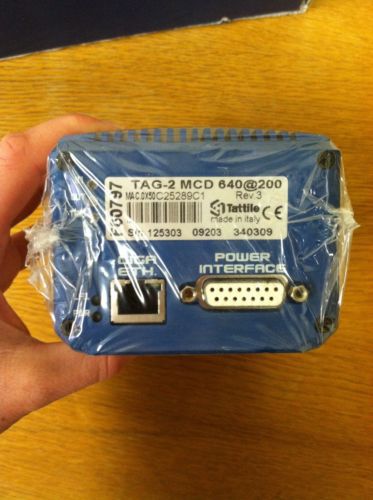 F60797
TAG-2 MCD 640@200
MAC:0X50C25289C1
Rev.3
Tattile
made in italy
CE
SN: 125303 09203 340309
GIGA
ETH.
POWER
INTERFACE